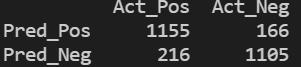 Act_Pos Act_Neg
Pred_Pos 1155 166
Pred_Neg 216 1105